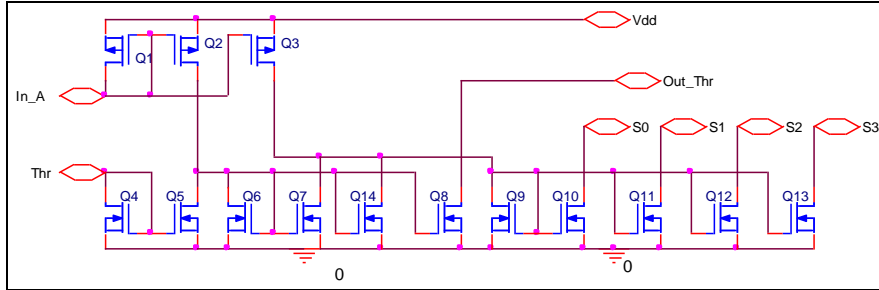 Vdd
Q1
Q2
Q3
In_A
Out_Thr
S0
S1
S2
S3
Thr
Q4
Q5
Q6
Q7
Q14
Q8
Q9
Q10
Q11
Q12
Q13
0
0